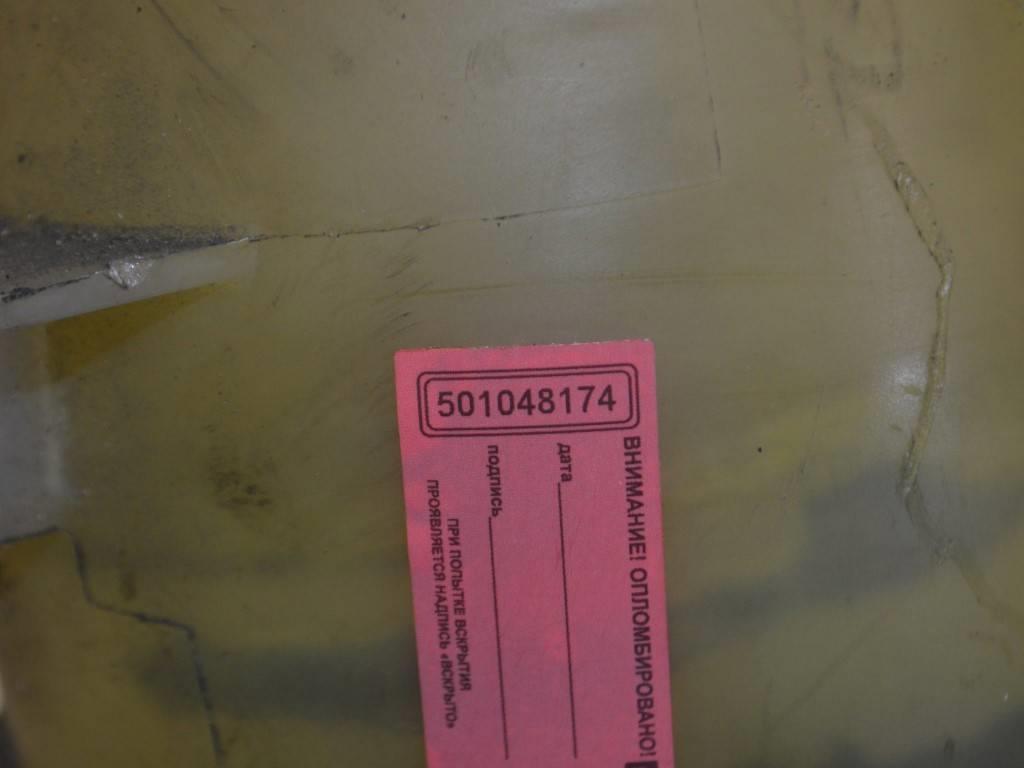 501048174
ВНИМАНИЕ! ОПЛОМБИРОВАНО!
дата
подпись
ПРИ ПОПЫТКЕ ВСКРЫТИЯ
ПРОЯВЛЯЕТСЯ НАДПИСЬ «ВСКРЫТО»